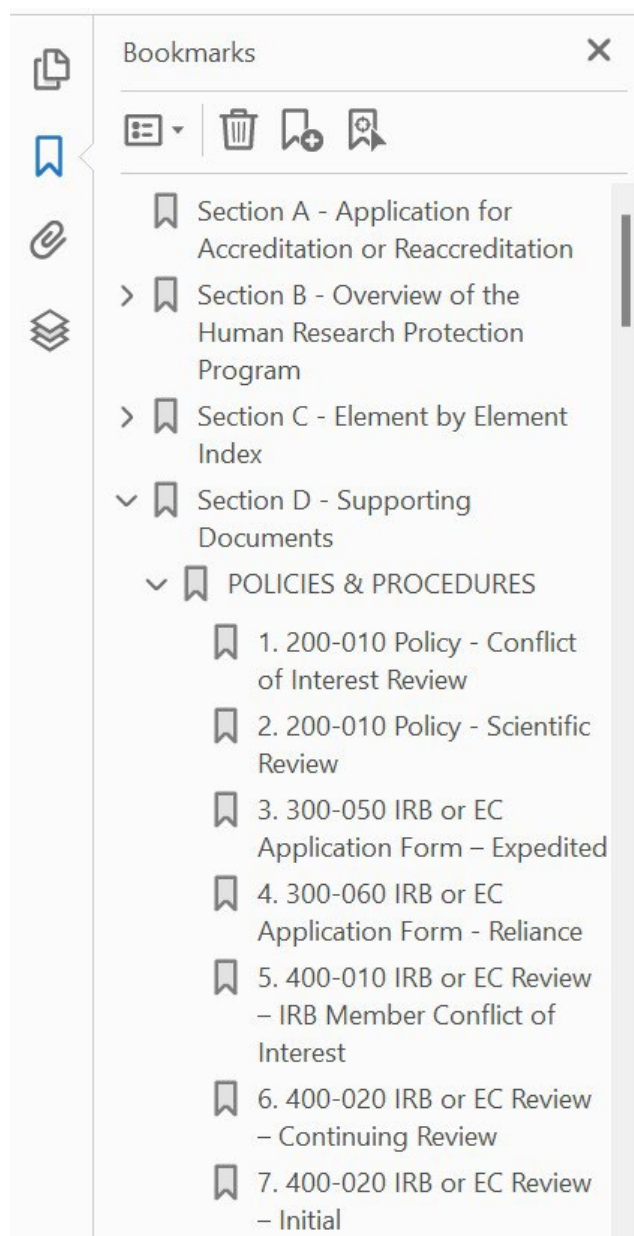 Bookmarks
Section A - Application for
Accreditation or Reaccreditation
Section B - Overview of the
Human Research Protection
Program
Section C - Element by Element
Index
Section D - Supporting
Documents
POLICIES & PROCEDURES
1. 200-010 Policy - Conflict
of Interest Review
2. 200-010 Policy - Scientific
Review
3. 300-050 IRB or EC
Application Form – Expedited
4. 300-060 IRB or EC
Application Form - Reliance
5. 400-010 IRB or EC Review
– IRB Member Conflict of
Interest
6. 400-020 IRB or EC Review
– Continuing Review
7. 400-020 IRB or EC Review
– Initial